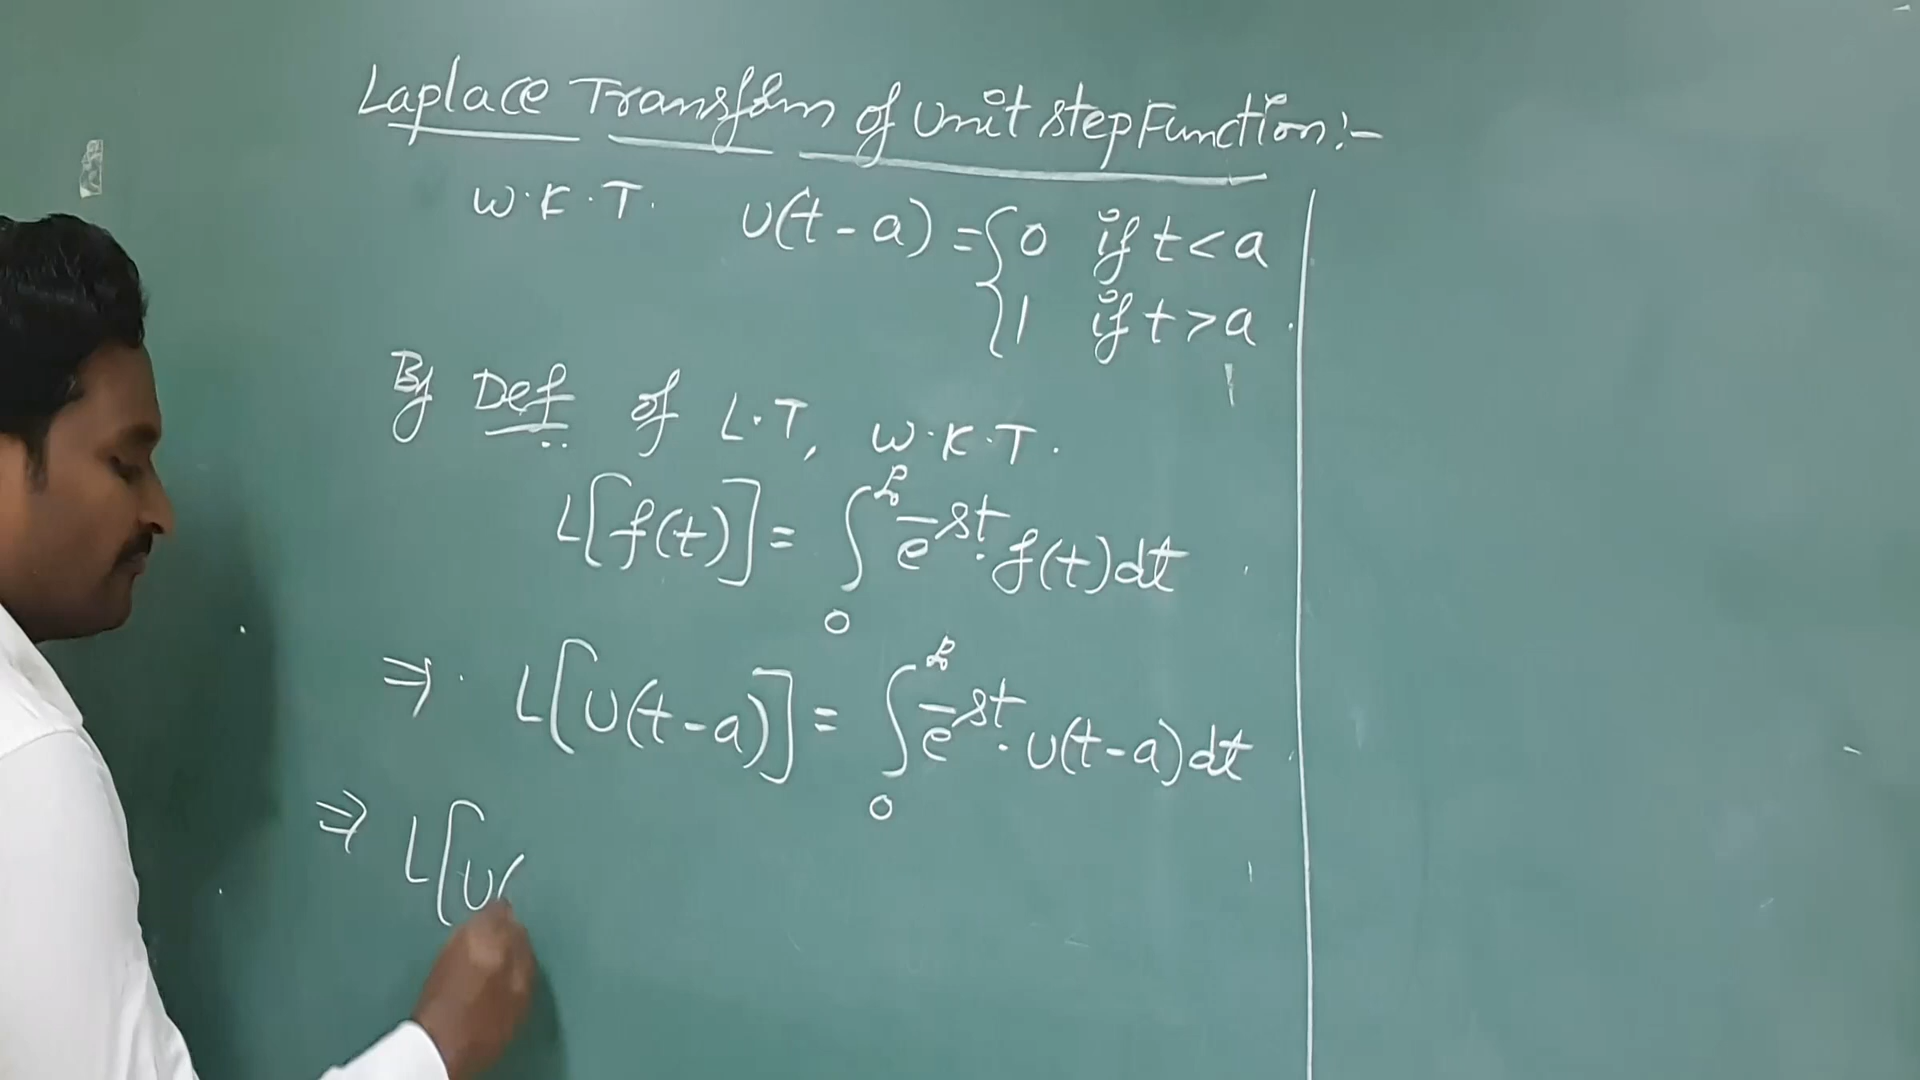 Laplace Transform of Unit Step Function:-
W.K.T. U(t-a) = { 0 if t < a
1 if t > a
By Def of L.T, W.K.T.
L[f(t)] = ∫₀^∞ e^{-st}. f(t) dt
⇒ L[U(t-a)] = ∫₀^∞ e^{-st}. U(t-a) dt
⇒ L[U(